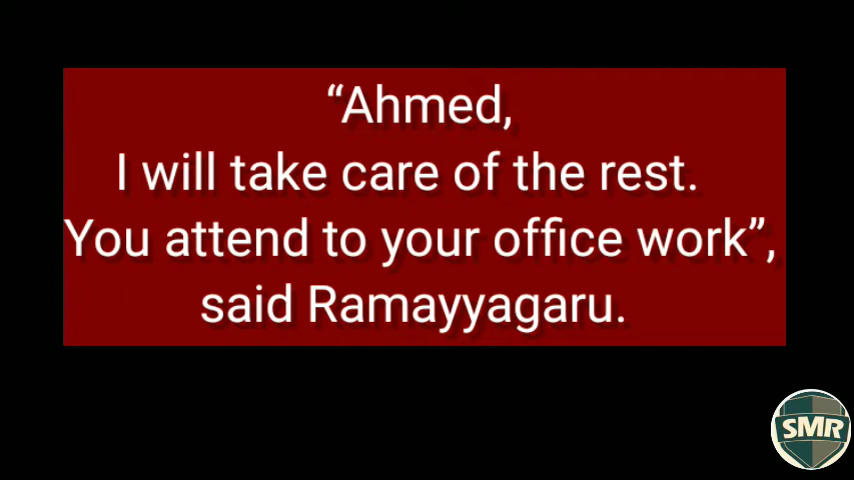 “Ahmed,
I will take care of the rest.
You attend to your office work”,
said Ramayyagaru.
SMR